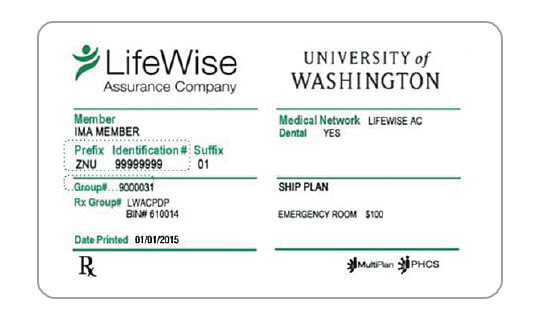 LifeWise
Assurance Company
UNIVERSITY of
WASHINGTON
Member
IMA MEMBER
Prefix Identification # Suffix
ZNU 99999999 01
Group# 9000031
Rx Group# LWACPDP
BIN# 610014
Date Printed 01/01/2015
Rx
Medical Network LIFEWISE AC
Dental YES
SHIP PLAN
EMERGENCY ROOM $100
MultiPlan PHCS